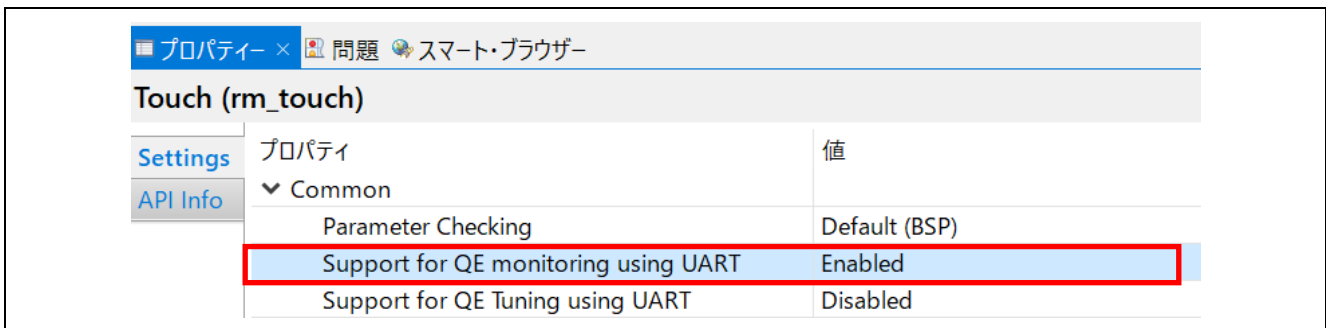 プロパティー × 問題 スマート・ブラウザー
Touch (rm_touch)
Settings プロパティ 値
API Info Common
Parameter Checking Default (BSP)
Support for QE monitoring using UART Enabled
Support for QE Tuning using UART Disabled